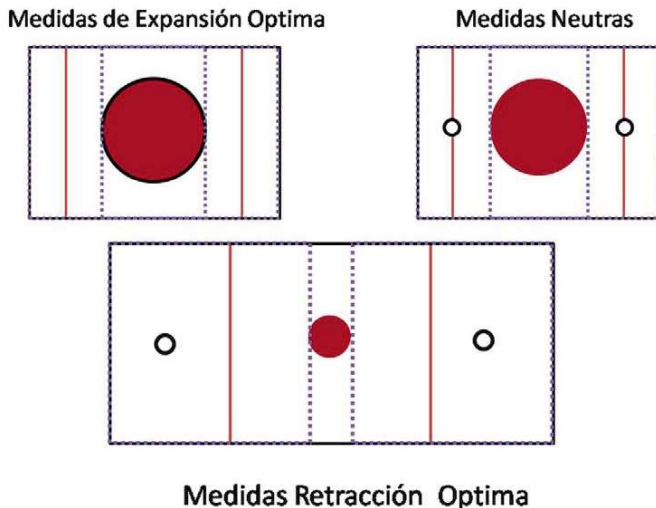 Medidas de Expansión Optima
Medidas Neutras
Medidas Retracción Optima